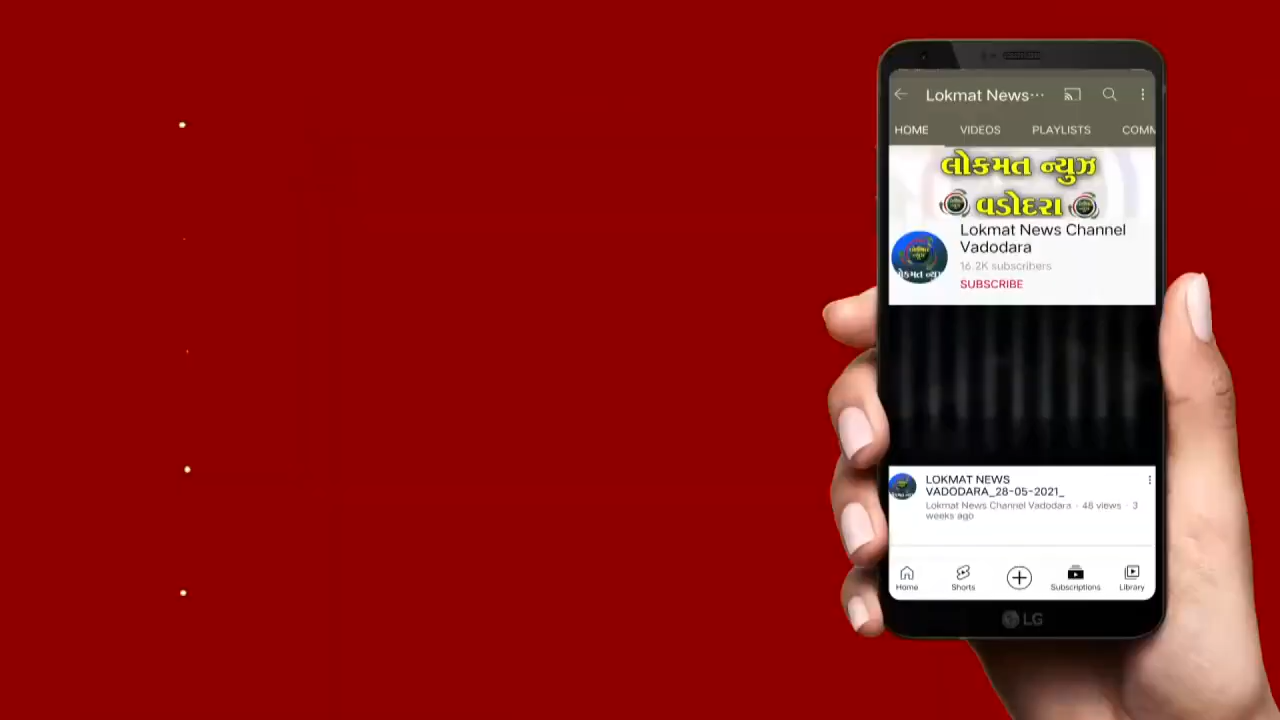 Lokmat News···
HOME VIDEOS PLAYLISTS COMM
લોકમત ન્યુઝ
વડોદરા
Lokmat News Channel
Vadodara
16.2K subscribers
SUBSCRIBE
LOKMAT NEWS
VADODARA_28-05-2021_
Lokmat News Channel Vadodara · 48 views · 3
weeks ago
Home Shorts Subscriptions Library
LG